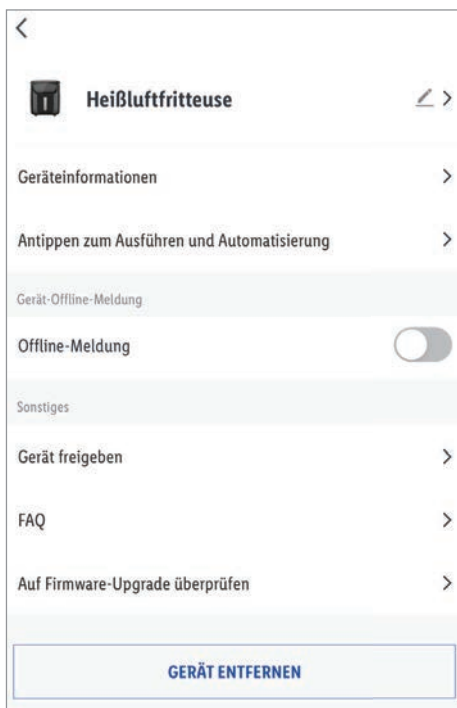 Heißluftfritteuse
Geräteinformationen
Antippen zum Ausführen und Automatisierung
Gerät-Offline-Meldung
Offline-Meldung
Sonstiges
Gerät freigeben
FAQ
Auf Firmware-Upgrade überprüfen
GERÄT ENTFERNEN